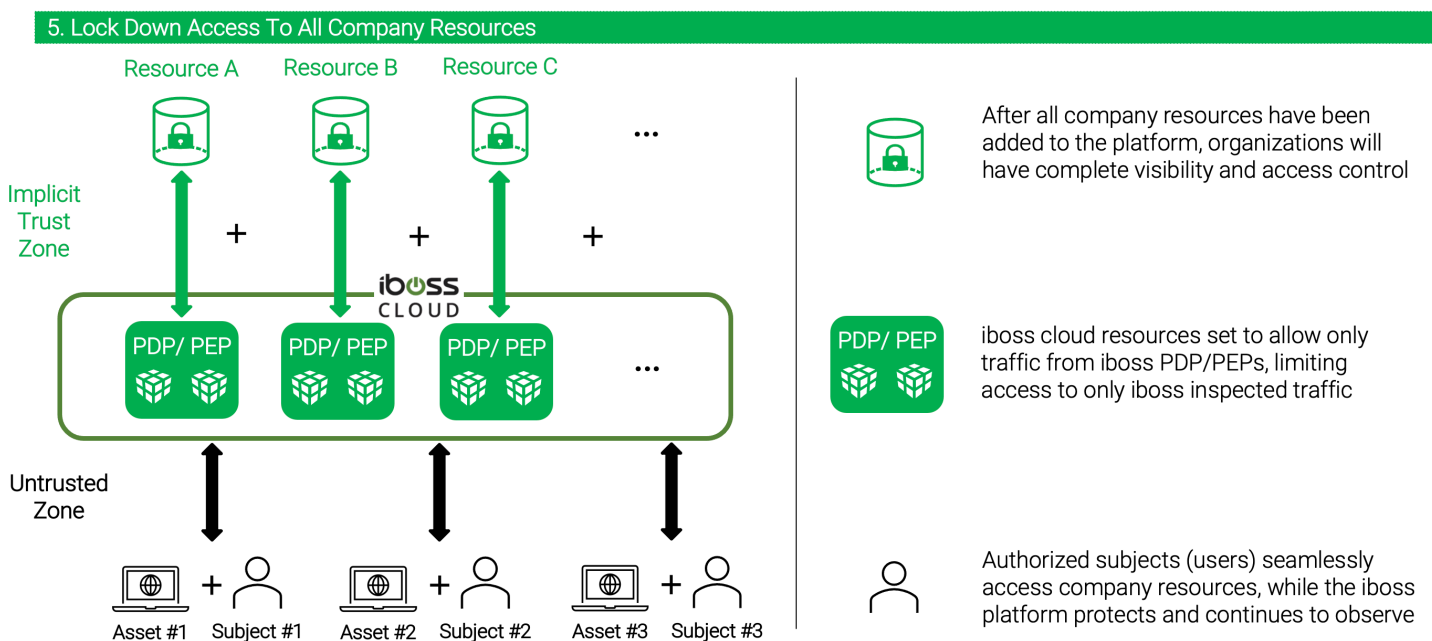 5. Lock Down Access To All Company Resources
Resource A
Resource B
Resource C
...
Implicit
Trust
Zone
+
+
+
iboss
CLOUD
PDP/ PEP
PDP/ PEP
PDP/ PEP
...
Untrusted
Zone
+
+
+
Asset #1
Subject #1
Asset #2
Subject #2
Asset #3
Subject #3
After all company resources have been
added to the platform, organizations will
have complete visibility and access control
PDP/ PEP
iboss cloud resources set to allow only
traffic from iboss PDP/PEPs, limiting
access to only iboss inspected traffic
Authorized subjects (users) seamlessly
access company resources, while the iboss
platform protects and continues to observe